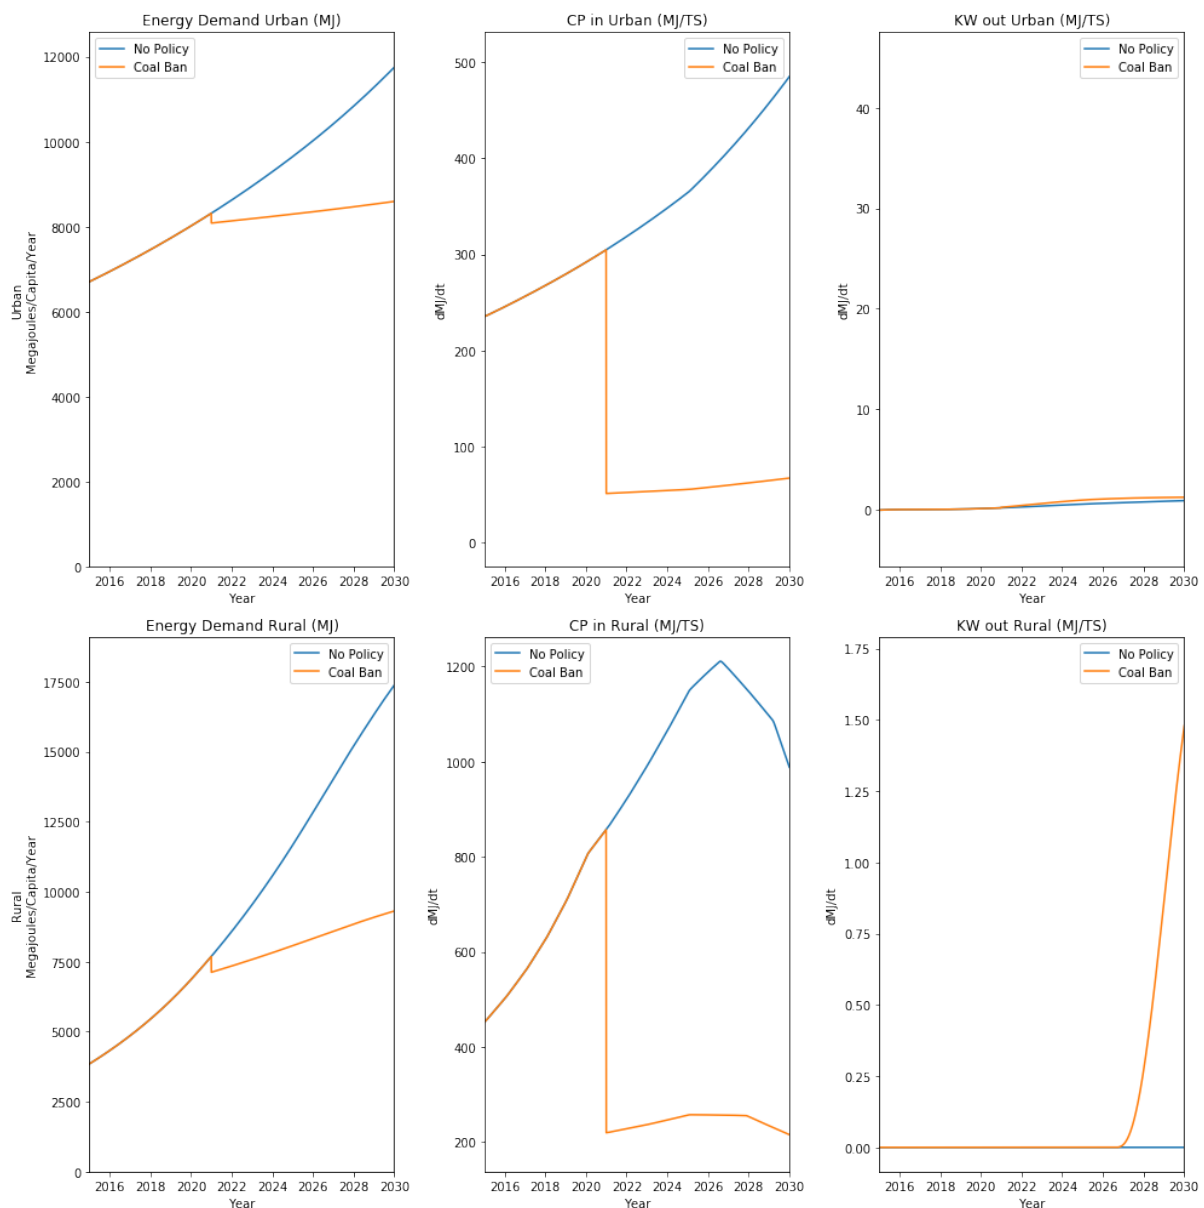 Energy Demand Urban (MJ)
No Policy
Coal Ban
12000
10000
8000
6000
4000
2000
0
Urban
Megajoules/Capita/Year
2016 2018 2020 2022 2024 2026 2028 2030
Year
CP in Urban (MJ/TS)
No Policy
Coal Ban
500
400
300
200
100
0
dMJ/dt
2016 2018 2020 2022 2024 2026 2028 2030
Year
KW out Urban (MJ/TS)
No Policy
Coal Ban
40
30
20
10
0
dMJ/dt
2016 2018 2020 2022 2024 2026 2028 2030
Year
Energy Demand Rural (MJ)
No Policy
Coal Ban
17500
15000
12500
10000
7500
5000
2500
0
Rural
Megajoules/Capita/Year
2016 2018 2020 2022 2024 2026 2028 2030
Year
CP in Rural (MJ/TS)
No Policy
Coal Ban
1200
1000
800
600
400
200
dMJ/dt
2016 2018 2020 2022 2024 2026 2028 2030
Year
KW out Rural (MJ/TS)
No Policy
Coal Ban
1.75
1.50
1.25
1.00
0.75
0.50
0.25
0.00
dMJ/dt
2016 2018 2020 2022 2024 2026 2028 2030
Year